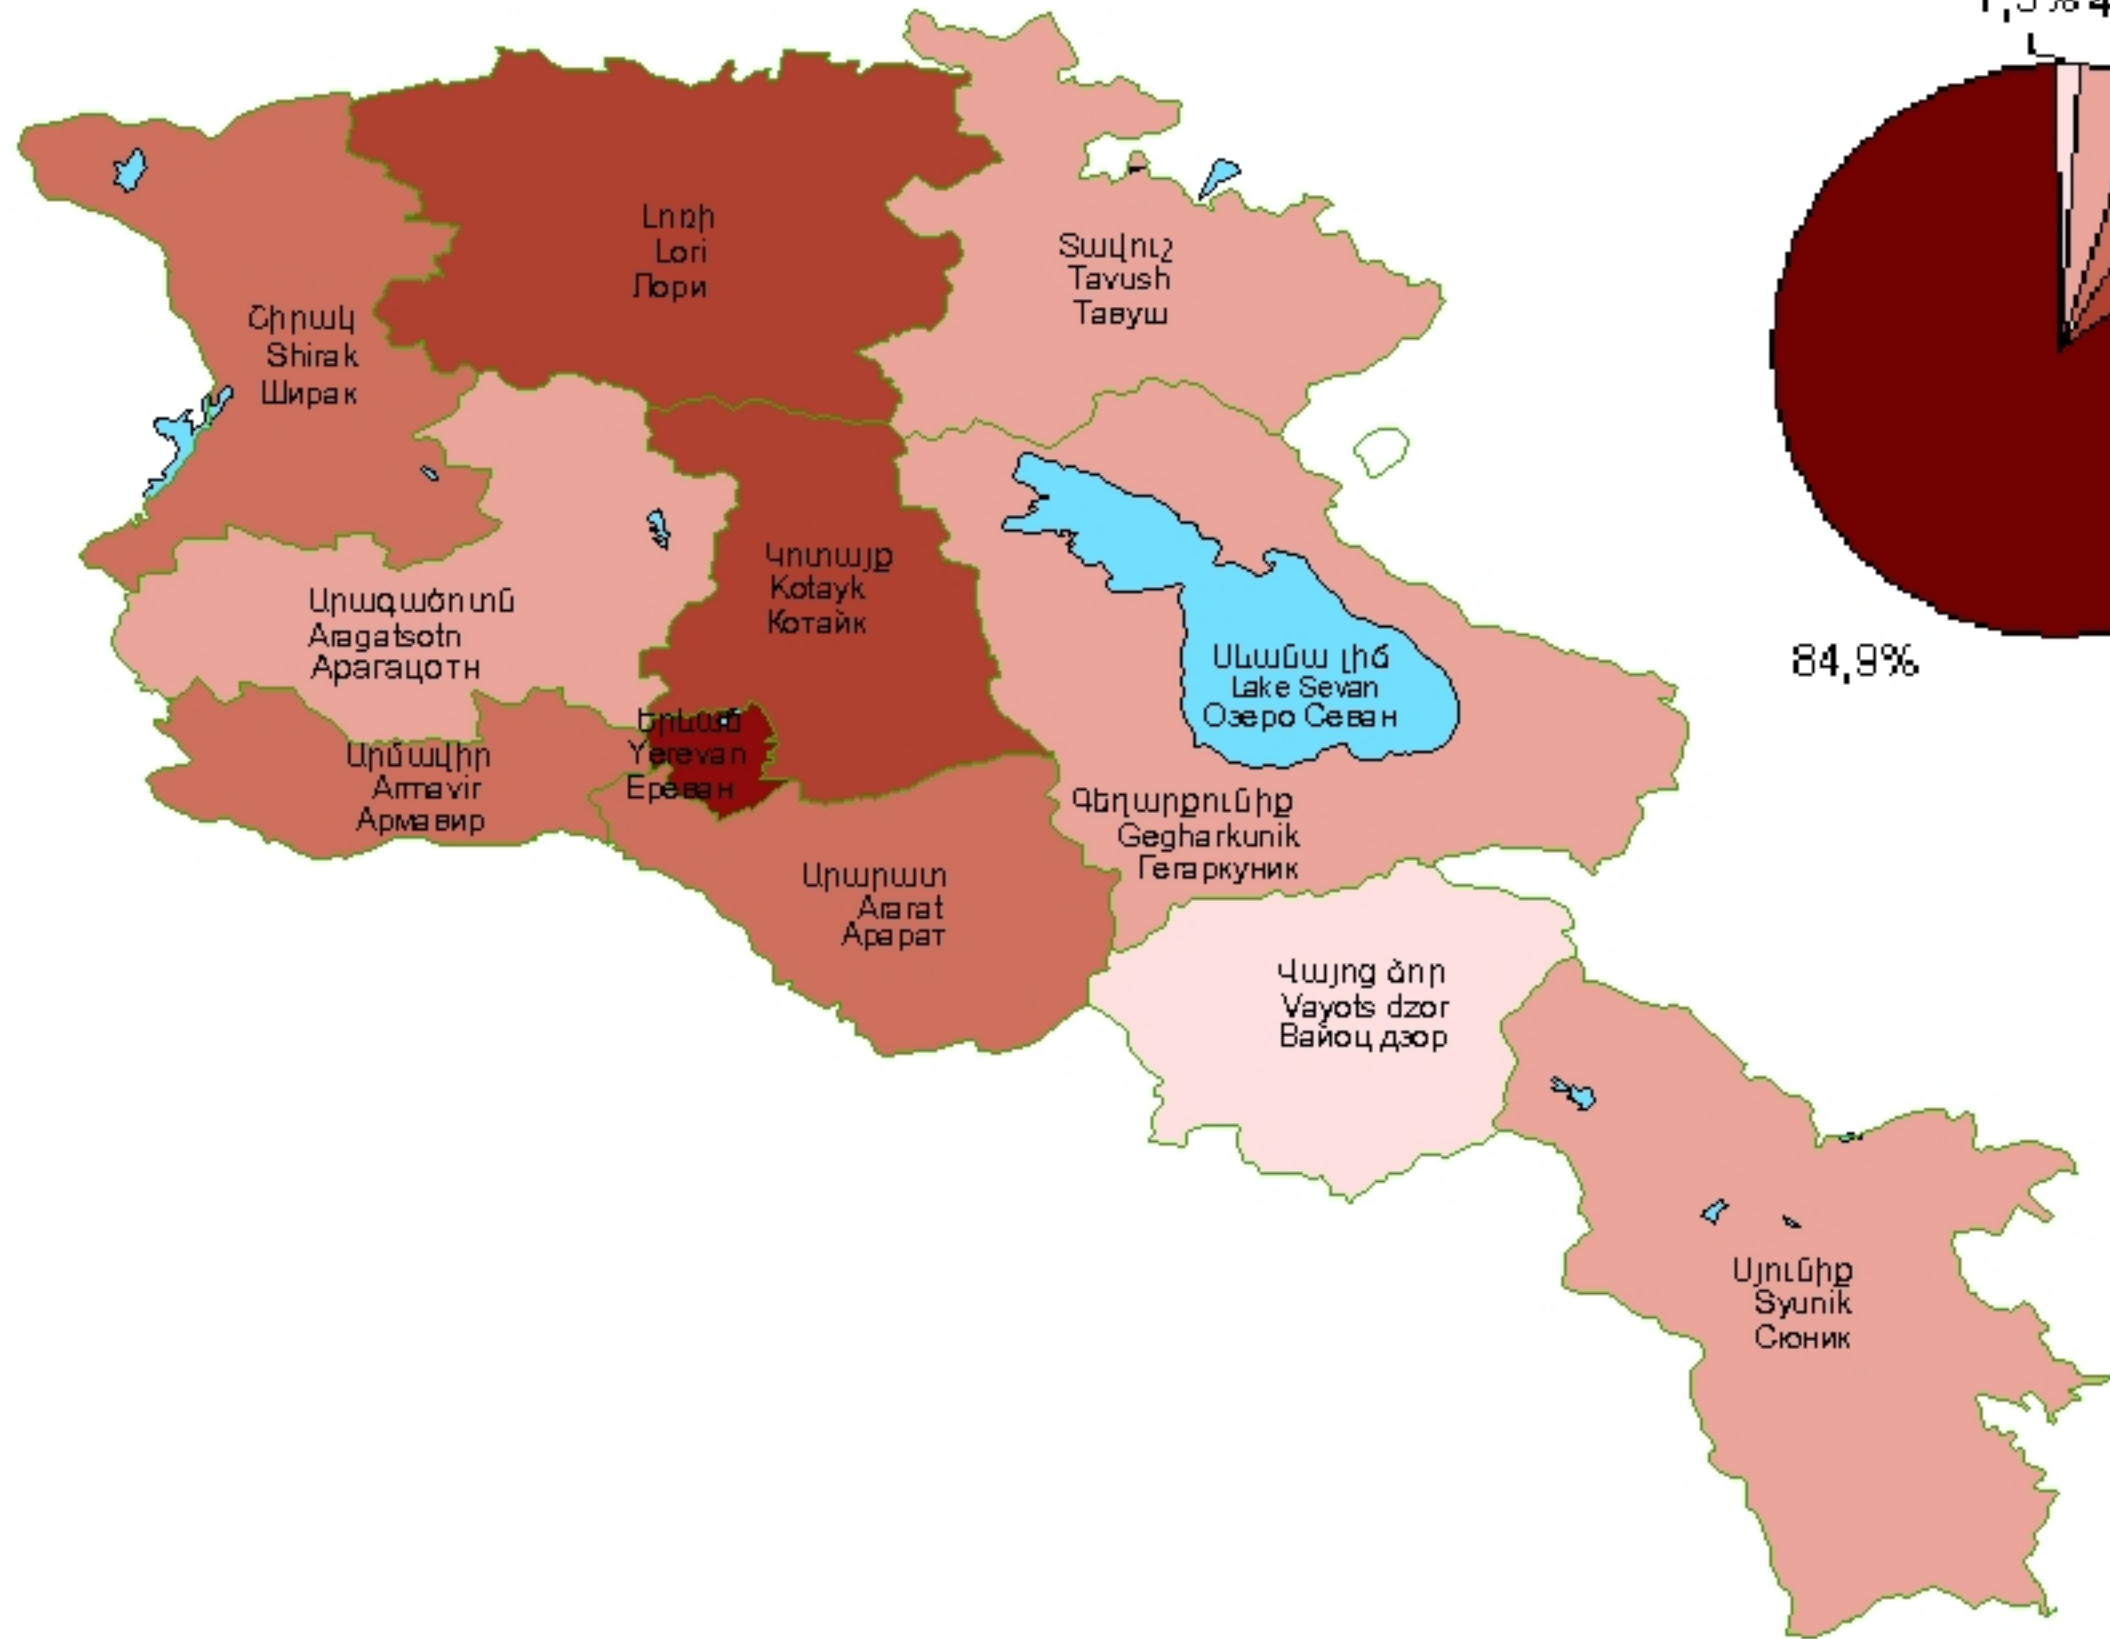 Լոռի
Lori
Лори
Տավուշ
Tavush
Тавуш
Շիրակ
Shirak
Ширак
Կոտայք
Kotayk
Котайк
Արագածոտն
Aragatsotn
Арагацотн
Սևանա լիճ
Lake Sevan
Озеро Севан
84,9%
Երևան
Yerevan
Ереван
Արմավիր
Armavir
Армавир
Գեղարքունիք
Gegharkunik
Гегаркуник
Արարատ
Ararat
Арарат
Վայոց ձոր
Vayots dzor
Вайоц дзор
Սյունիք
Syunik
Сюник